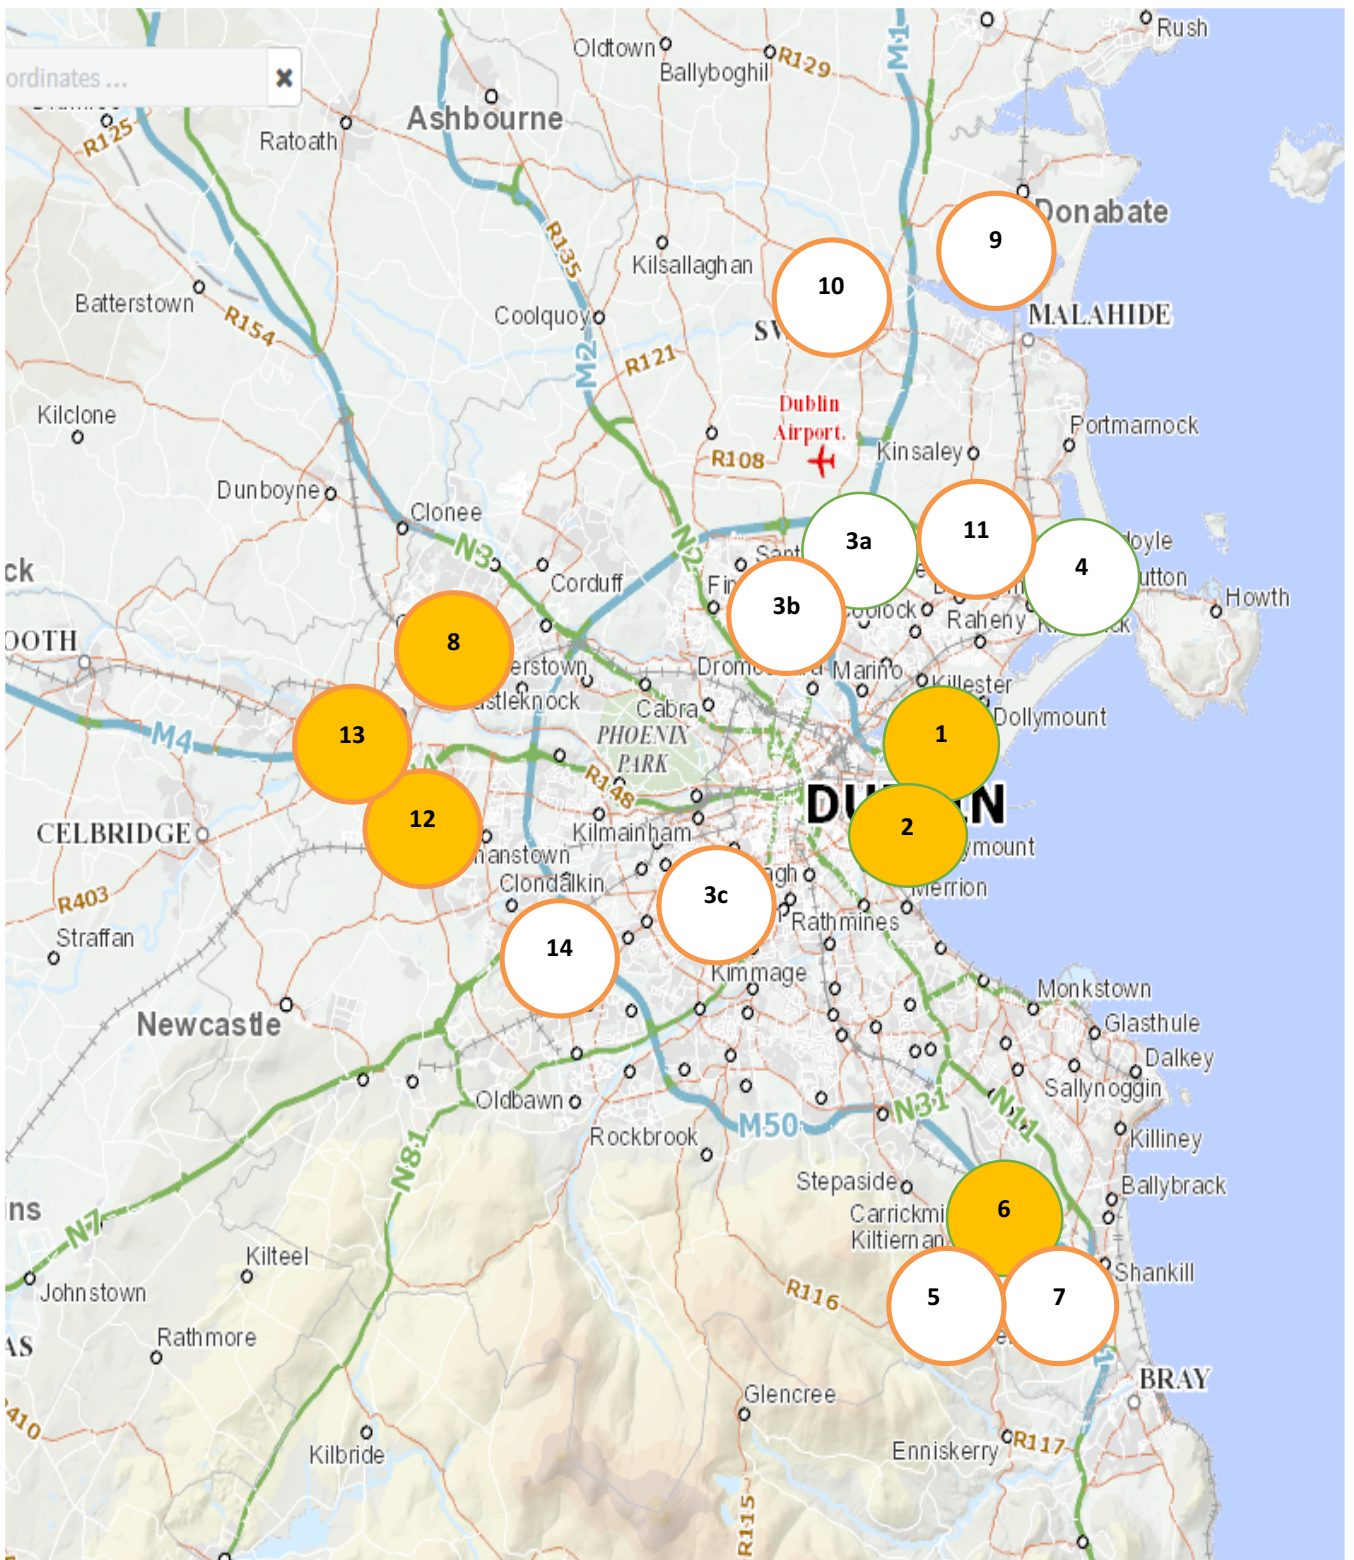 Rush
M1
Oldtown
Ballyboghil
R129
ordinates ...
Ashbourne
R125
Ratoath
Donabate
9
R135
Kilsallaghan
10
Batterstown
R154
Coolquoy
MALAHIDE
M2
R121
Kilclone
Dublin
Airport.
Portmarnock
R108
Kinsaley
Dunboyne
Clonee
11
3a
N2
N3
4
Corduff
3b
Howth
Raheny
8
Marino
Killester
Cabra
Dollymount
13
1
M4
PHOENIX
PARK
R148
12
2
CELBRIDGE
Kilmainham
Clondalkin
Merrion
3c
R403
Rathmines
Straffan
14
Kimmage
Monkstown
Newcastle
Glasthule
Dalkey
Sallynoggin
Oldbawn
N31
N11
M50
Rockbrook
Killiney
N81
Stepaside
Ballybrack
6
N7
Kilteel
Shankill
Johnstown
R116
5
7
Rathmore
BRAY
Glencree
Enniskerry
R117
Kilbride
R115